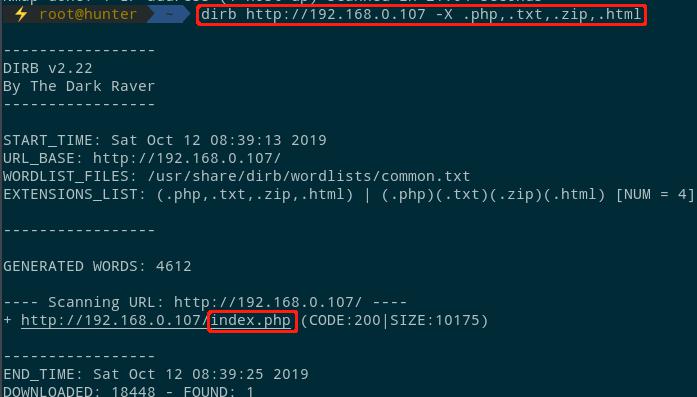 ⚡ root@hunter ~ dirb http://192.168.0.107 -X .php,.txt,.zip,.html
-----------------
DIRB v2.22
By The Dark Raver
-----------------
START_TIME: Sat Oct 12 08:39:13 2019
URL_BASE: http://192.168.0.107/
WORDLIST_FILES: /usr/share/dirb/wordlists/common.txt
EXTENSIONS_LIST: (.php,.txt,.zip,.html) | (.php)(.txt)(.zip)(.html) [NUM = 4]
-----------------
GENERATED WORDS: 4612
---- Scanning URL: http://192.168.0.107/ ----
+ http://192.168.0.107/index.php (CODE:200|SIZE:10175)
-----------------
END_TIME: Sat Oct 12 08:39:25 2019
DOWNLOADED: 18448 - FOUND: 1